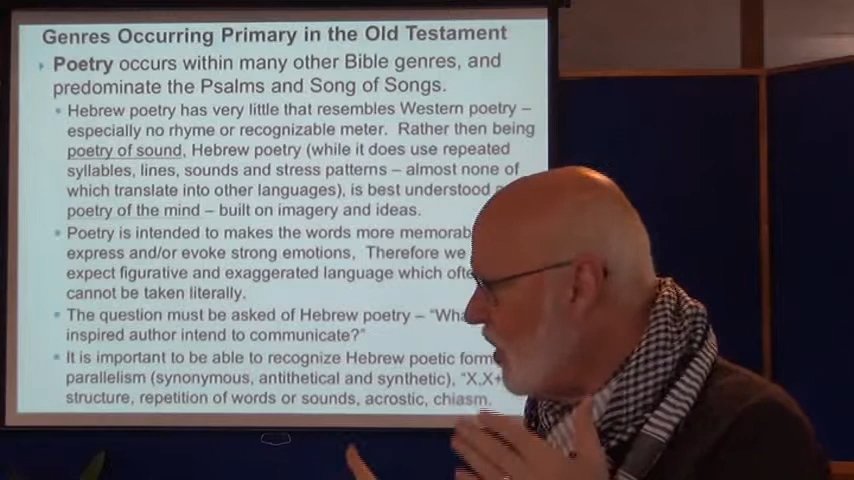 Genres Occurring Primary in the Old Testament
Poetry occurs within many other Bible genres, and
predominate the Psalms and Song of Songs.
Hebrew poetry has very little that resembles Western poetry –
especially no rhyme or recognizable meter. Rather then being
poetry of sound, Hebrew poetry (while it does use repeated
syllables, lines, sounds and stress patterns – almost none of
which translate into other languages), is best understood
poetry of the mind – built on imagery and ideas.
Poetry is intended to makes the words more
express and/or evoke strong emotions, Therefore we
expect figurative and exaggerated language which
cannot be taken literally.
The question must be asked of Hebrew poetry –
inspired author intend to communicate?"
It is important to be able to recognize Hebrew poetic
parallelism (synonymous, antithetical and synthetic),
structure, repetition of words or sounds, acrostic, chiasm.